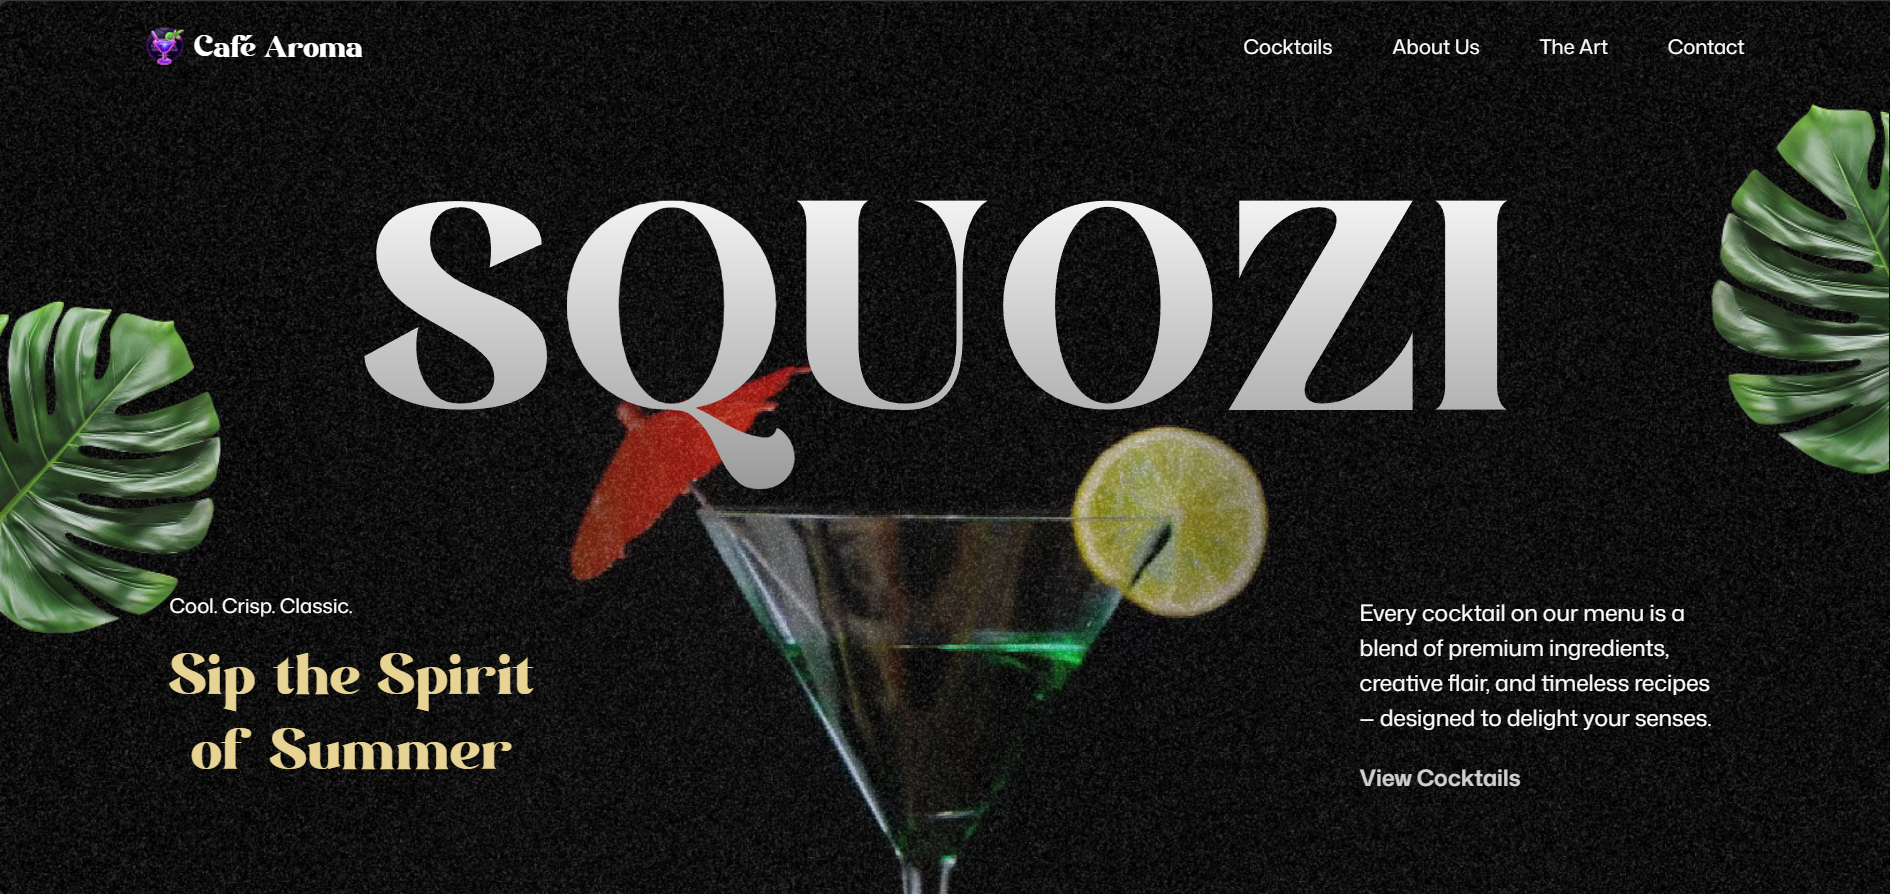 Café Aroma
Cocktails About Us The Art Contact
SQUOZI
Cool. Crisp. Classic.
Sip the Spirit
of Summer
Every cocktail on our menu is a
blend of premium ingredients,
creative flair, and timeless recipes
– designed to delight your senses.
View Cocktails